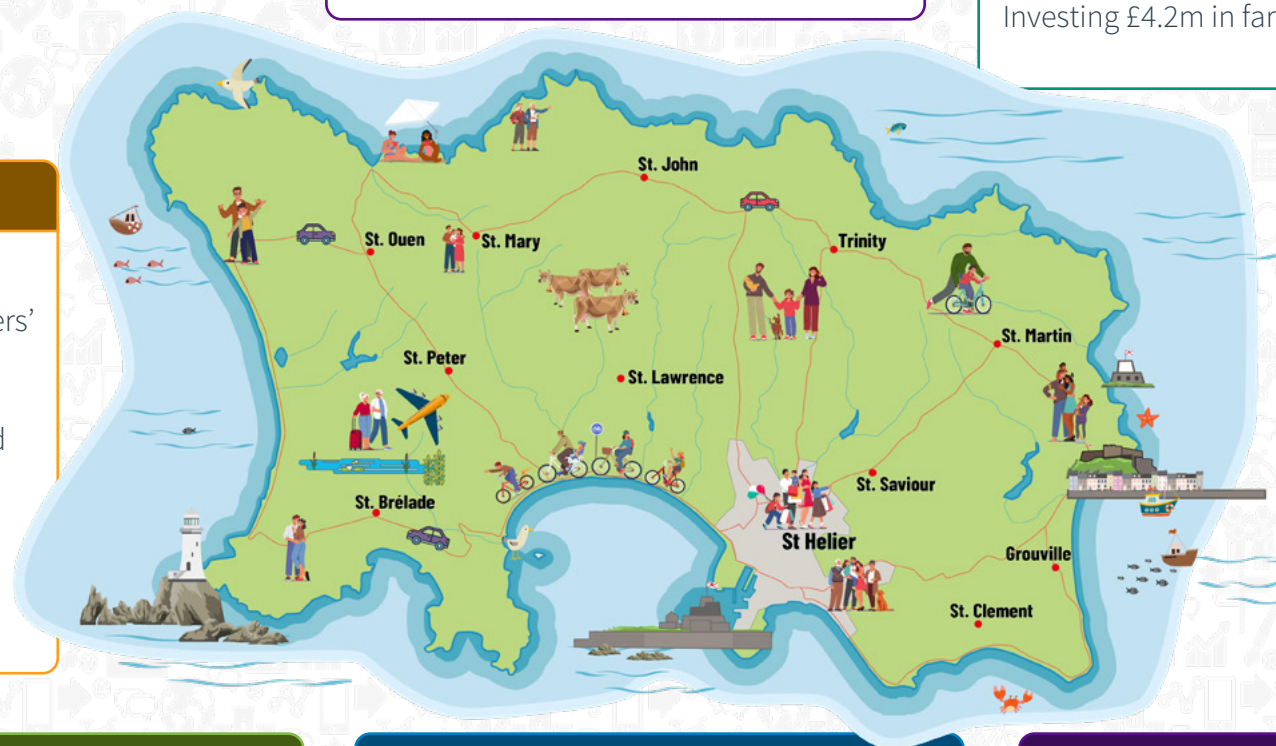 Investing £4.2m in far
ers’
d
St. John
St. Ouen
St. Mary
Trinity
St. Martin
St. Peter
St. Lawrence
St. Saviour
St. Brélade
St Helier
Grouville
St. Clement